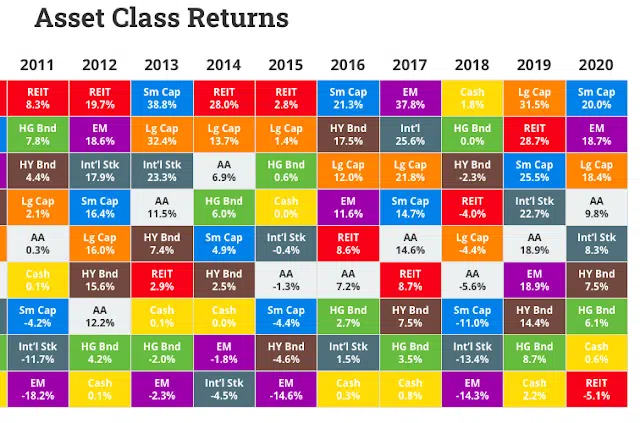 Asset Class Returns
2011 2012 2013 2014 2015 2016 2017 2018 2019 2020
REIT REIT Sm Cap REIT REIT Sm Cap EM Cash Lg Cap Sm Cap
8.3% 19.7% 38.8% 28.0% 2.8% 21.3% 37.8% 1.8% 31.5% 20.0%
HG Bnd EM Lg Cap Lg Cap Lg Cap HY Bnd Int'l HG Bnd REIT EM
7.8% 18.6% 32.4% 13.7% 1.4% 17.5% 25.6% 0.0% 28.7% 18.7%
HY Bnd Int'l Stk Int'l Stk AA HG Bnd Lg Cap Lg Cap HY Bnd Sm Cap Lg Cap
4.4% 17.9% 23.3% 6.9% 0.6% 12.0% 21.8% -2.3% 25.5% 18.4%
Lg Cap Sm Cap AA HG Bnd Cash EM Sm Cap REIT Int'l Stk AA
2.1% 16.4% 11.5% 6.0% 0.0% 11.6% 14.7% -4.0% 22.7% 9.8%
AA Lg Cap HY Bnd Sm Cap Int'l Stk REIT AA Lg Cap AA Int'l Stk
0.3% 16.0% 7.4% 4.9% -0.4% 8.6% 14.6% -4.4% 18.9% 8.3%
Cash HY Bnd REIT HY Bnd AA AA REIT AA EM HY Bnd
0.1% 15.6% 2.9% 2.5% -1.3% 7.2% 8.7% -5.6% 18.9% 7.5%
Sm Cap AA Cash Cash Sm Cap HG Bnd HY Bnd Sm Cap HY Bnd HG Bnd
-4.2% 12.2% 0.1% 0.0% -4.4% 2.7% 7.5% -11.0% 14.4% 6.1%
Int'l Stk HG Bnd HG Bnd EM HY Bnd Int'l Stk HG Bnd Int'l Stk HG Bnd Cash
-11.7% 4.2% -2.0% -1.8% -4.6% 1.5% 3.5% -13.4% 8.7% 0.6%
EM Cash EM Int'l Stk EM Cash Cash EM Cash REIT
-18.2% 0.1% -2.3% -4.5% -14.6% 0.3% 0.8% -14.3% 2.2% -5.1%